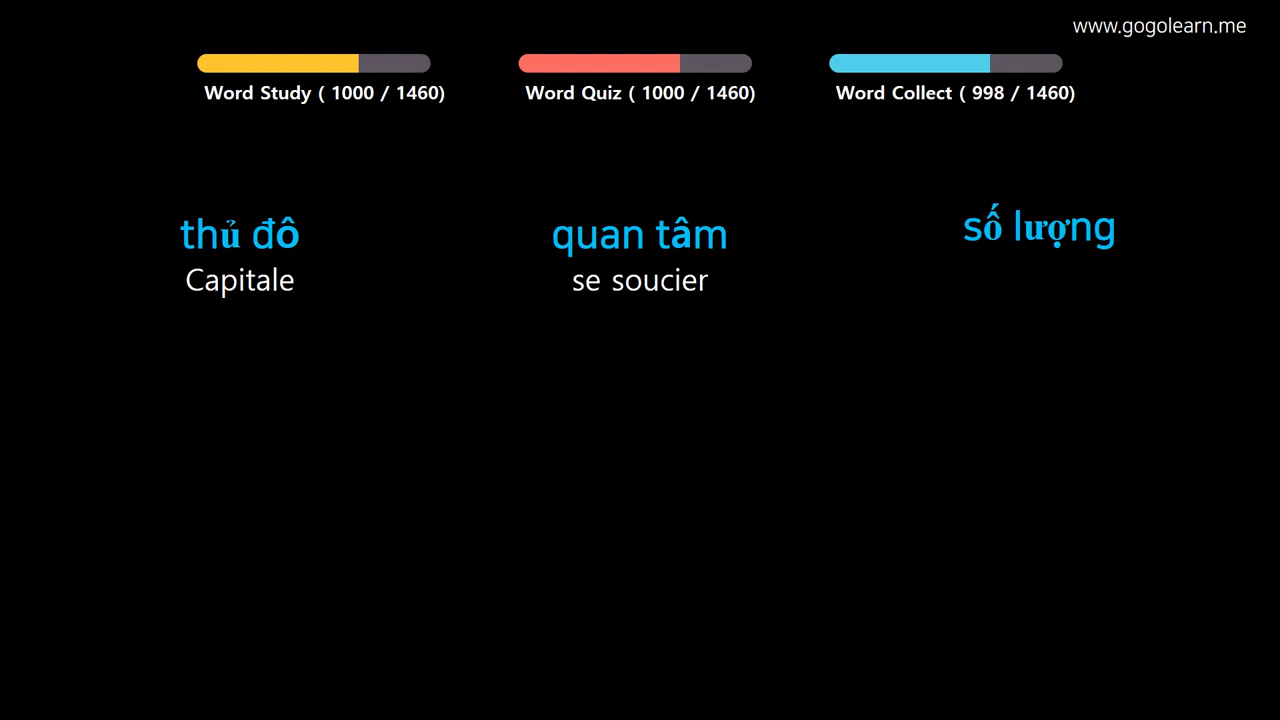 www.gogolearn.me
Word Study ( 1000 / 1460)
Word Quiz ( 1000 / 1460)
Word Collect ( 998 / 1460)
thủ đô
Capitale
quan tâm
se soucier
số lượng